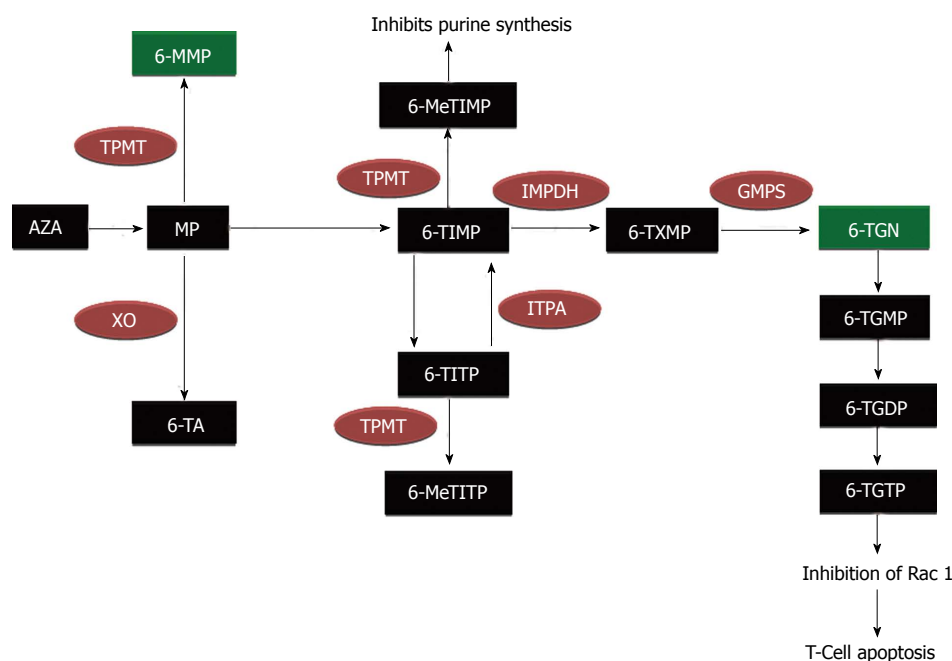 Inhibits purine synthesis
6-MMP
6-MeTIMP
TPMT
TPMT
IMPDH
GMPS
AZA
MP
6-TIMP
6-TXMP
6-TGN
XO
ITPA
6-TGMP
6-TITP
6-TA
TPMT
6-TGDP
6-MeTITP
6-TGTP
Inhibition of Rac 1
T-Cell apoptosis